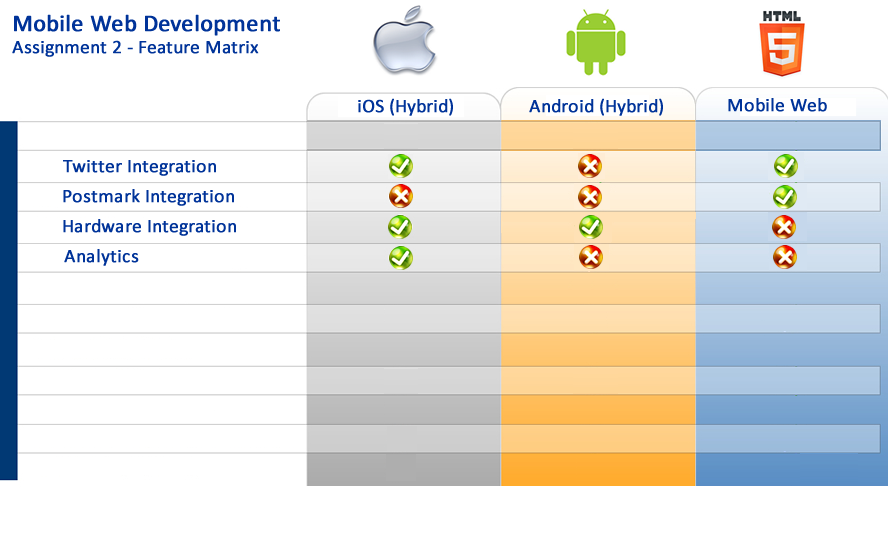 Mobile Web Development
Assignment 2 - Feature Matrix
HTML
5
iOS (Hybrid)
Android (Hybrid)
Mobile Web
Twitter Integration
Postmark Integration
Hardware Integration
Analytics